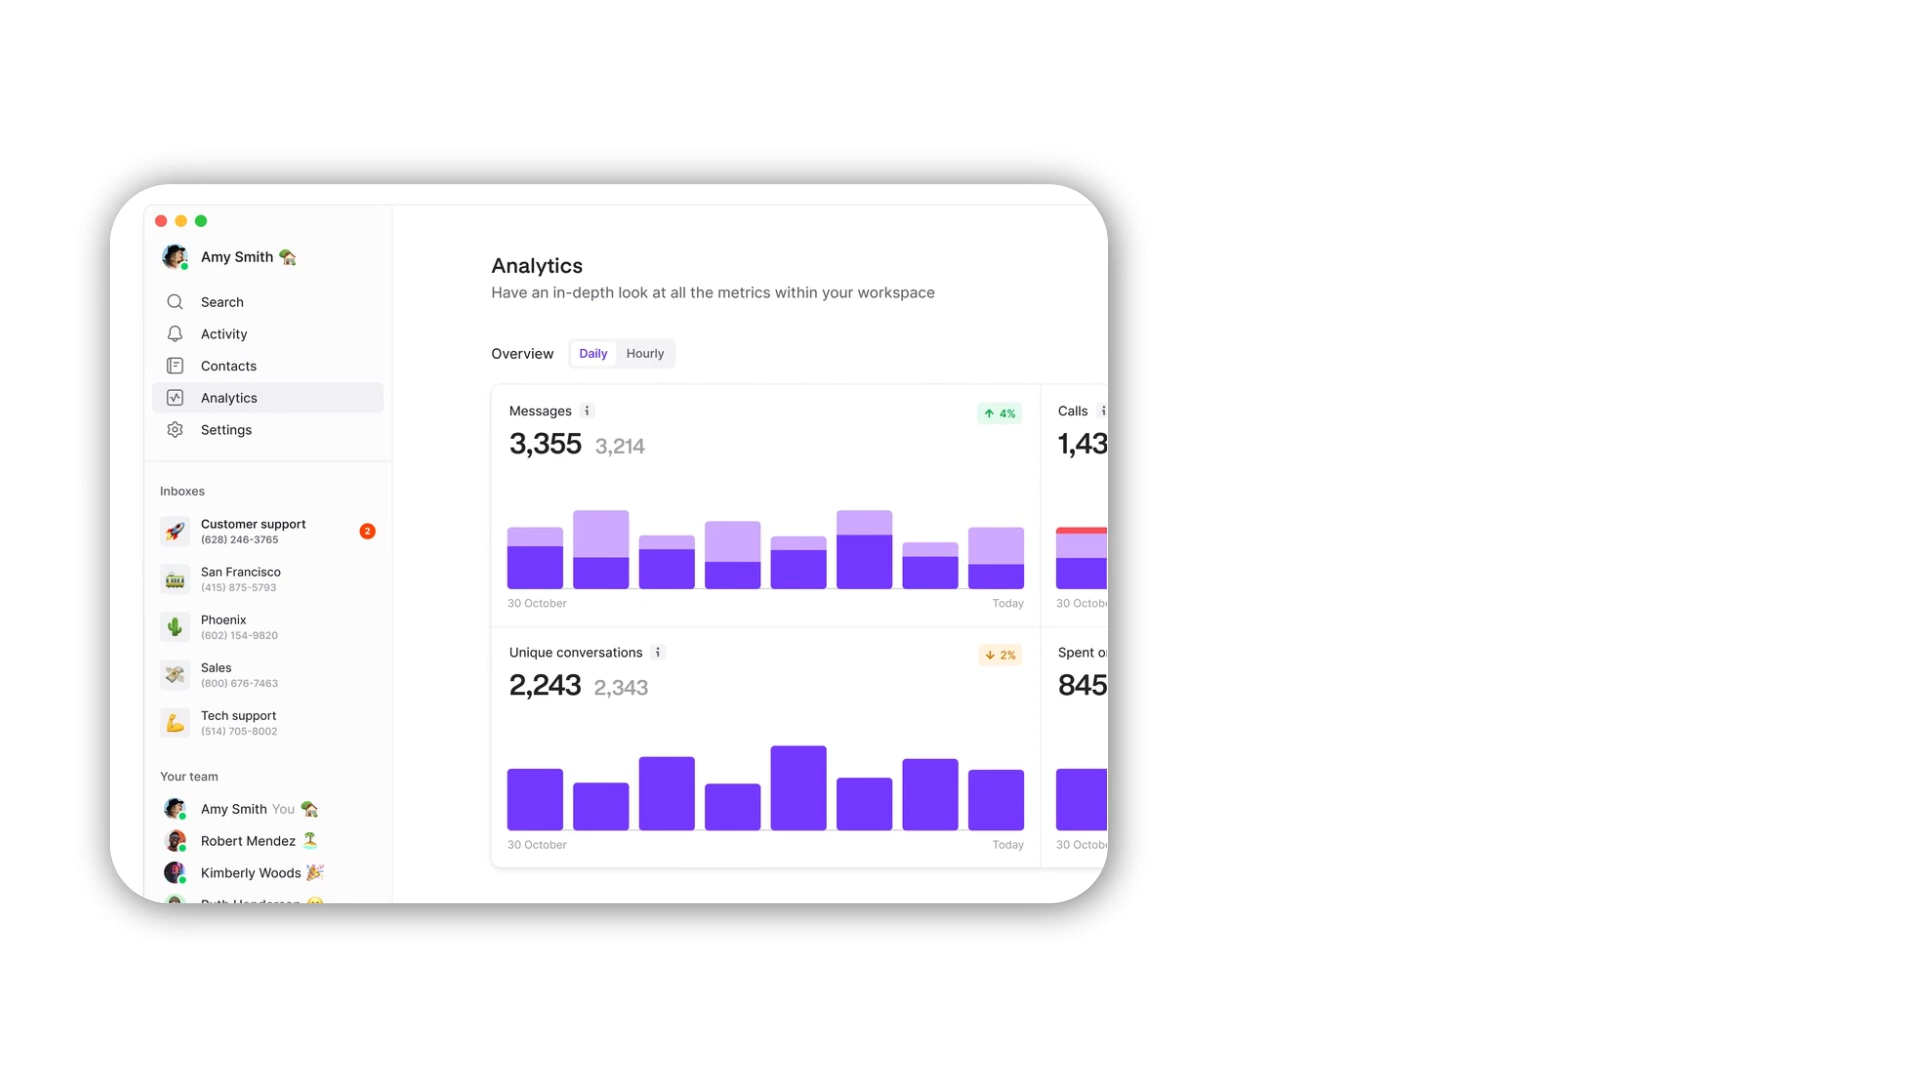 Amy Smith
Search
Activity
Contacts
Analytics
Settings
Inboxes
Customer support
(628) 246-3765
2
San Francisco
(415) 875-5793
Phoenix
(602) 154-9820
Sales
(800) 676-7463
Tech support
(514) 705-8002
Your team
Amy Smith You
Robert Mendez
Kimberly Woods
Analytics
Have an in-depth look at all the metrics within your workspace
Overview Daily Hourly
Messages i
4%
3,355 3,214
30 October Today
Calls i
1,43
30 Octobe
Unique conversations i
2%
2,243 2,343
30 October Today
Spent o
845
30 Octobe